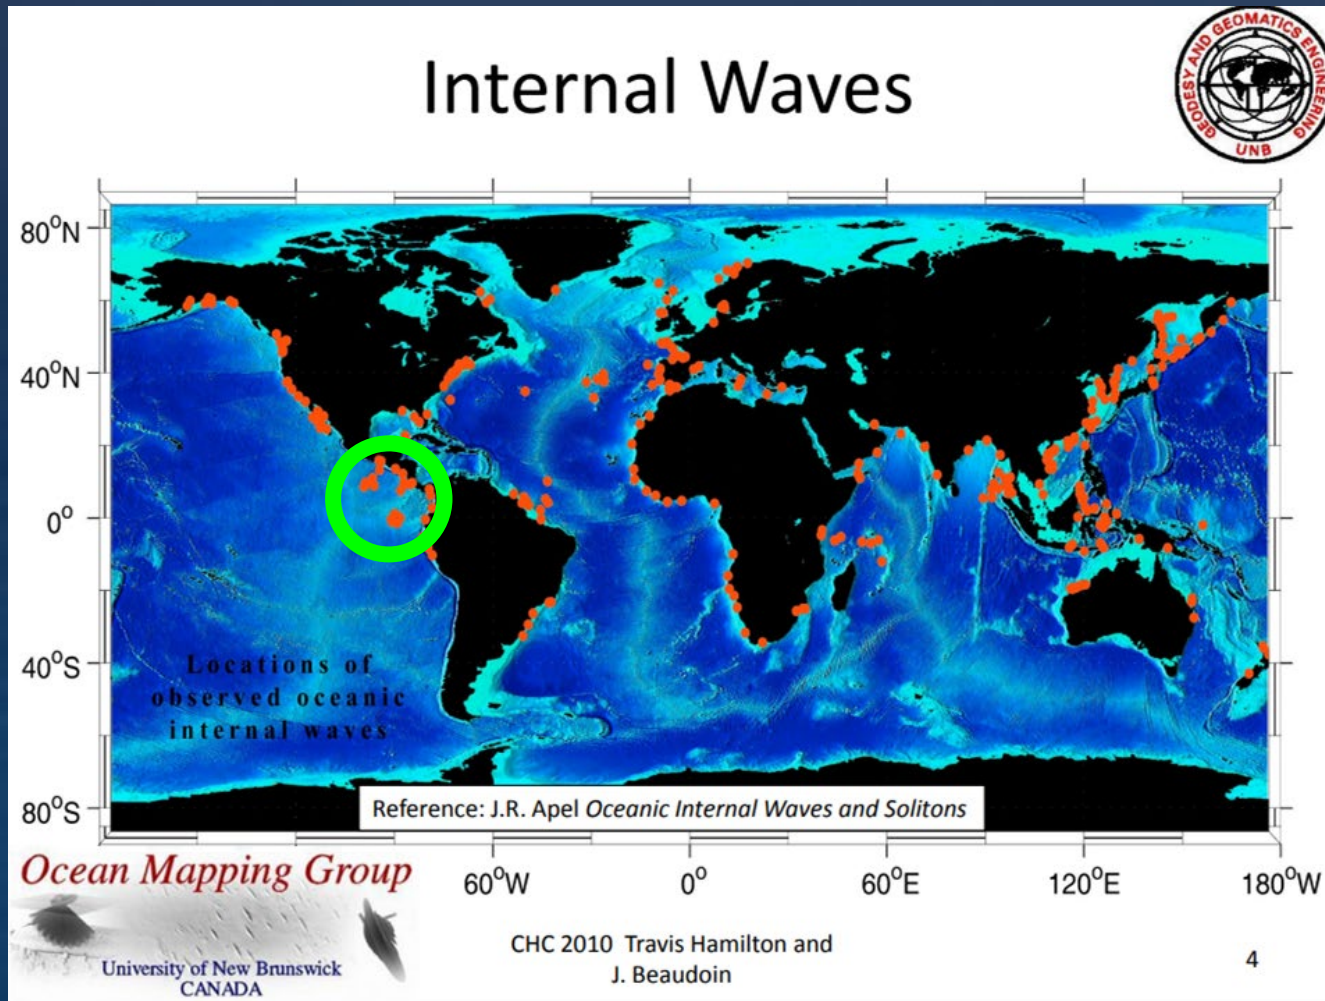 Internal Waves
GEODESY AND GEOMATICS ENGINEERING
UNB
80°N
40°N
0°
40°S
80°S
Locations of
observed oceanic
internal waves
Reference: J.R. Apel Oceanic Internal Waves and Solitons
60°W 0° 60°E 120°E 180°W
Ocean Mapping Group
University of New Brunswick
CANADA
CHC 2010 Travis Hamilton and
J. Beaudoin
4